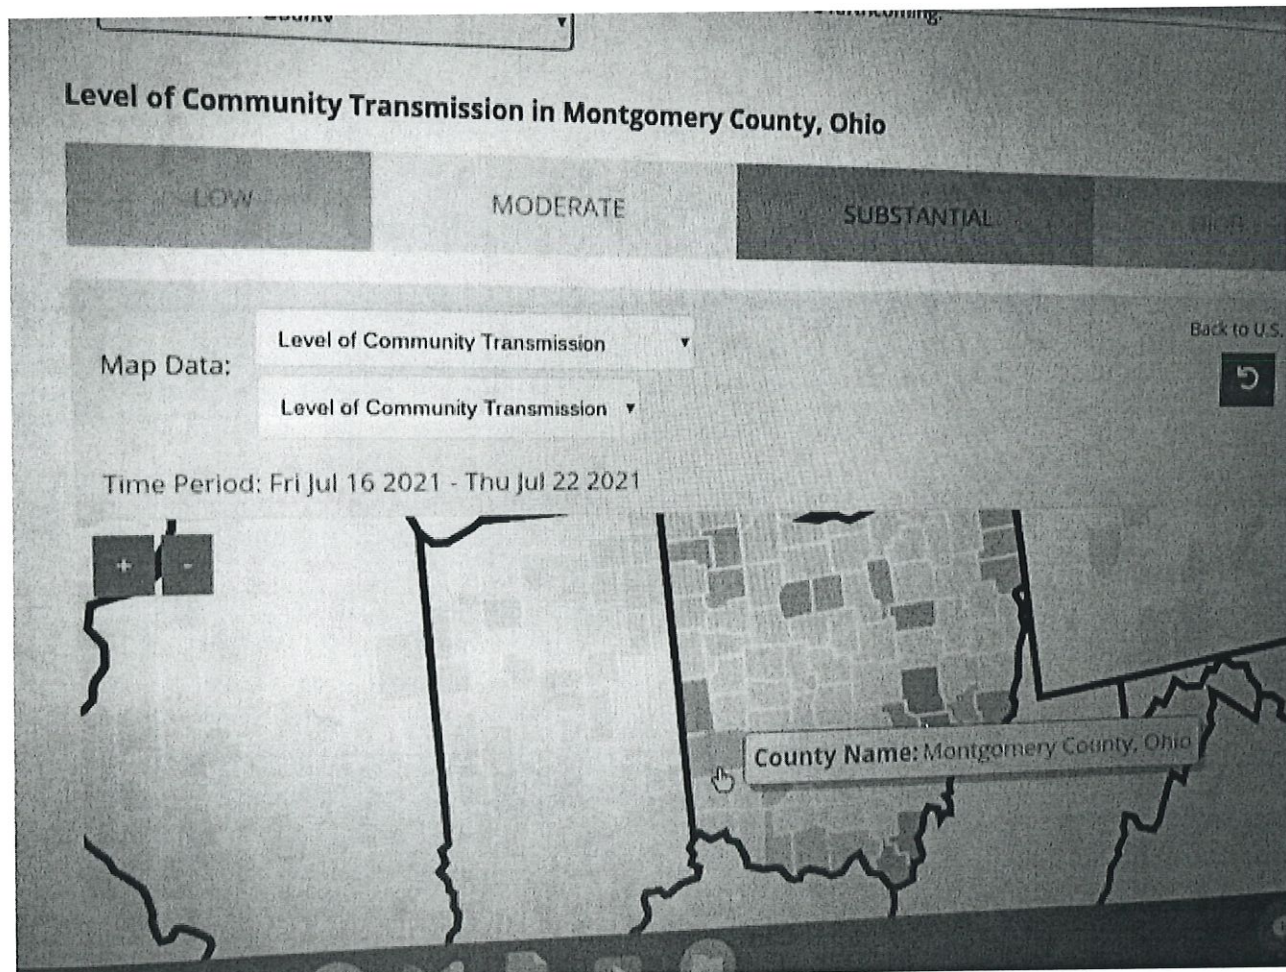 Level of Community Transmission in Montgomery County, Ohio
LOW
MODERATE
SUBSTANTIAL
Level of Community Transmission
Map Data:
Level of Community Transmission
Back to U.S.
Time Period: Fri Jul 16 2021 - Thu Jul 22 2021
+ -
County Name: Montgomery County, Ohio